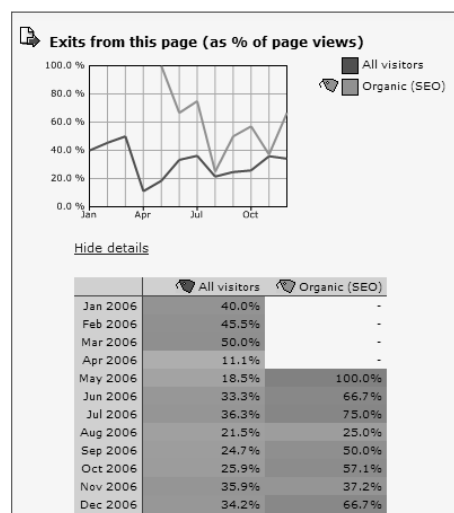 Exits from this page (as % of page views)
All visitors
Organic (SEO)
100.0 %
80.0 %
60.0 %
40.0 %
20.0 %
0.0 %
Jan Apr Jul Oct
Hide details
All visitors Organic (SEO)
Jan 2006 40.0% -
Feb 2006 45.5% -
Mar 2006 50.0% -
Apr 2006 11.1% -
May 2006 18.5% 100.0%
Jun 2006 33.3% 66.7%
Jul 2006 36.3% 75.0%
Aug 2006 21.5% 25.0%
Sep 2006 24.7% 50.0%
Oct 2006 25.9% 57.1%
Nov 2006 35.9% 37.2%
Dec 2006 34.2% 66.7%